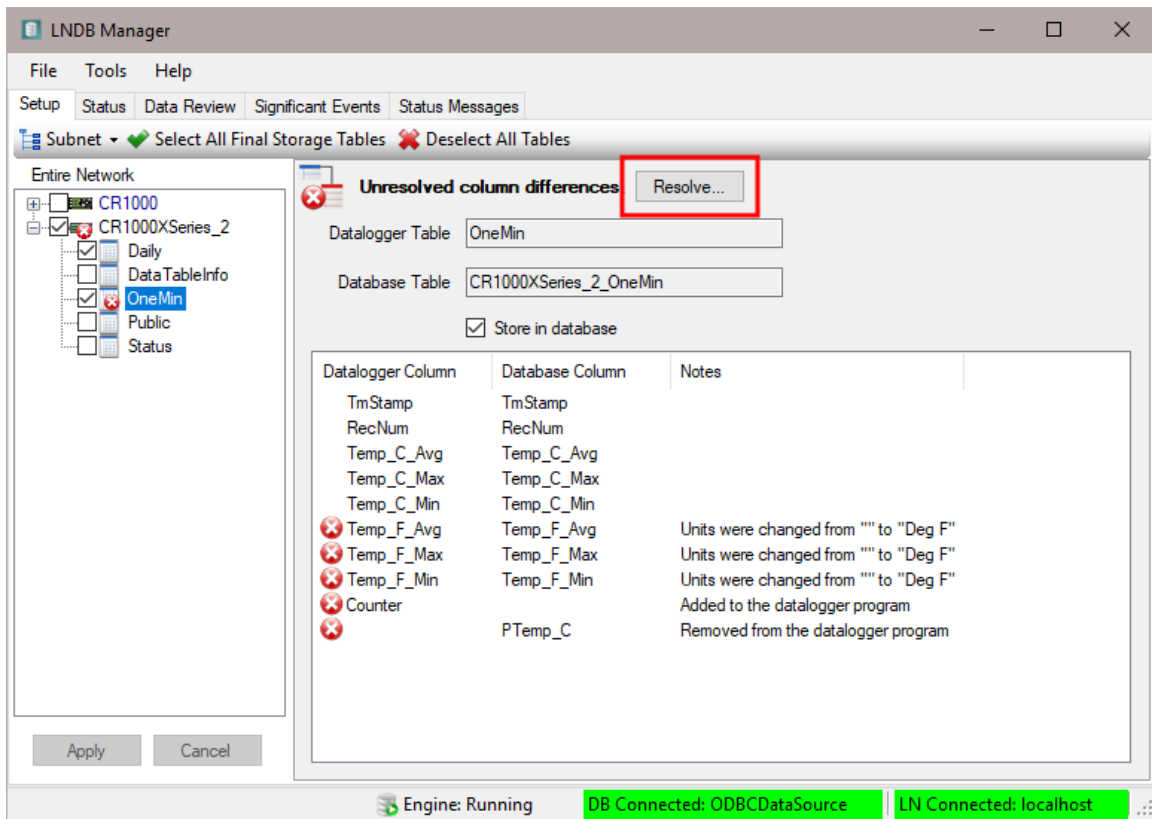 LNDB Manager
File Tools Help
Setup Status Data Review Significant Events Status Messages
Subnet Select All Final Storage Tables Deselect All Tables
Entire Network
CR1000
CR1000XSeries_2
Daily
DataTableInfo
OneMin
Public
Status
Unresolved column differences Resolve...
Datalogger Table OneMin
Database Table CR1000XSeries_2_OneMin
Store in database
Datalogger Column Database Column Notes
TmStamp TmStamp
RecNum RecNum
Temp_C_Avg Temp_C_Avg
Temp_C_Max Temp_C_Max
Temp_C_Min Temp_C_Min
Temp_F_Avg Temp_F_Avg Units were changed from "" to "Deg F"
Temp_F_Max Temp_F_Max Units were changed from "" to "Deg F"
Temp_F_Min Temp_F_Min Units were changed from "" to "Deg F"
Counter Added to the datalogger program
PTemp_C Removed from the datalogger program
Apply Cancel
Engine: Running DB Connected: ODBCDataSource LN Connected: localhost